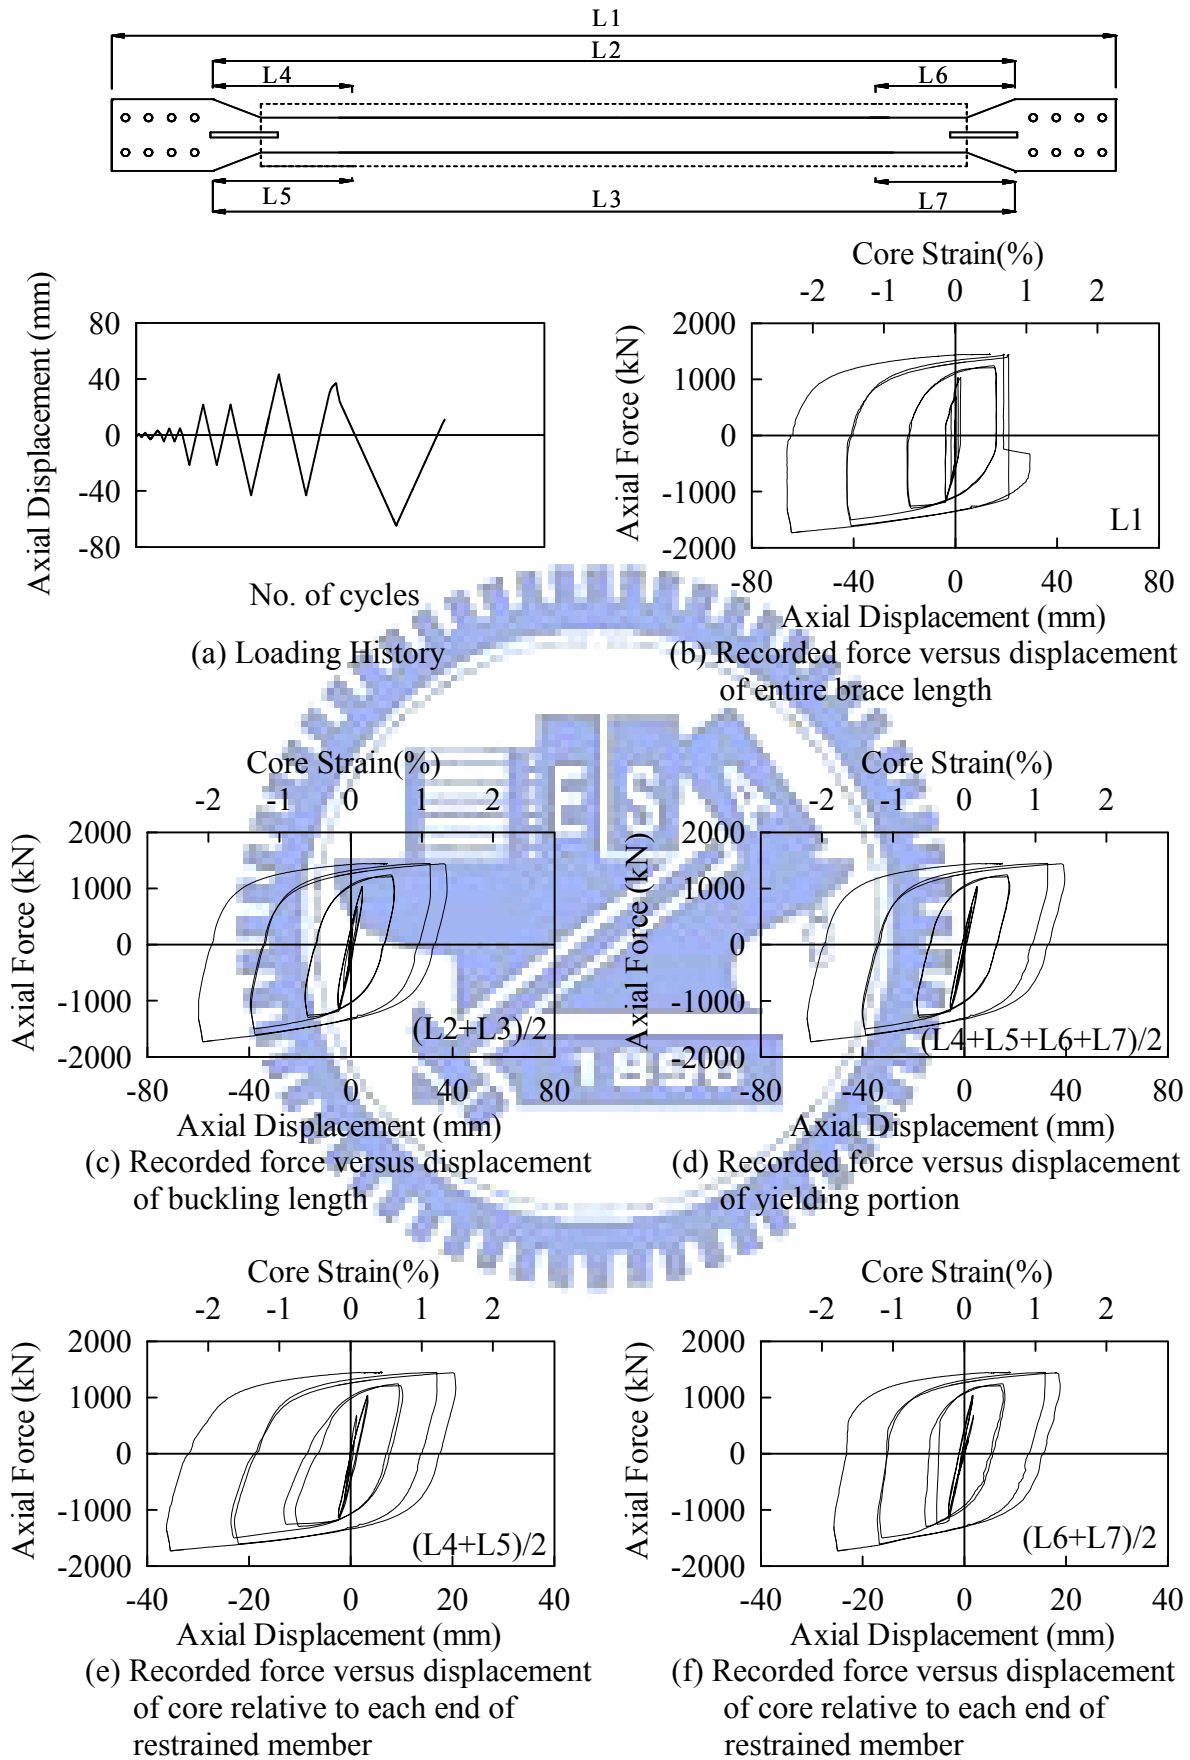 L1
L2
L4 L6
L5 L3 L7
Core Strain(%)
-2 -1 0 1 2
Axial Displacement (mm)
80
40
0
-40
-80
No. of cycles
(a) Loading History
Axial Force (kN)
2000
1000
0
-1000
-2000
L1
-80 -40 0 40 80
Axial Displacement (mm)
(b) Recorded force versus displacement
of entire brace length
Core Strain(%)
-2 -1 0 1 2
Axial Force (kN)
2000
1000
0
-1000
-2000
(L2+L3)/2
-80 -40 0 40 80
Axial Displacement (mm)
(c) Recorded force versus displacement
of buckling length
Core Strain(%)
-2 -1 0 1 2
Axial Force (kN)
2000
1000
0
-1000
-2000
(L4+L5+L6+L7)/2
-80 -40 0 40 80
Axial Displacement (mm)
(d) Recorded force versus displacement
of yielding portion
ESA
1896
Core Strain(%)
-2 -1 0 1 2
Axial Force (kN)
2000
1000
0
-1000
-2000
(L4+L5)/2
-40 -20 0 20 40
Axial Displacement (mm)
(e) Recorded force versus displacement
of core relative to each end of
restrained member
Core Strain(%)
-2 -1 0 1 2
Axial Force (kN)
2000
1000
0
-1000
-2000
(L6+L7)/2
-40 -20 0 20 40
Axial Displacement (mm)
(f) Recorded force versus displacement
of core relative to each end of
restrained member